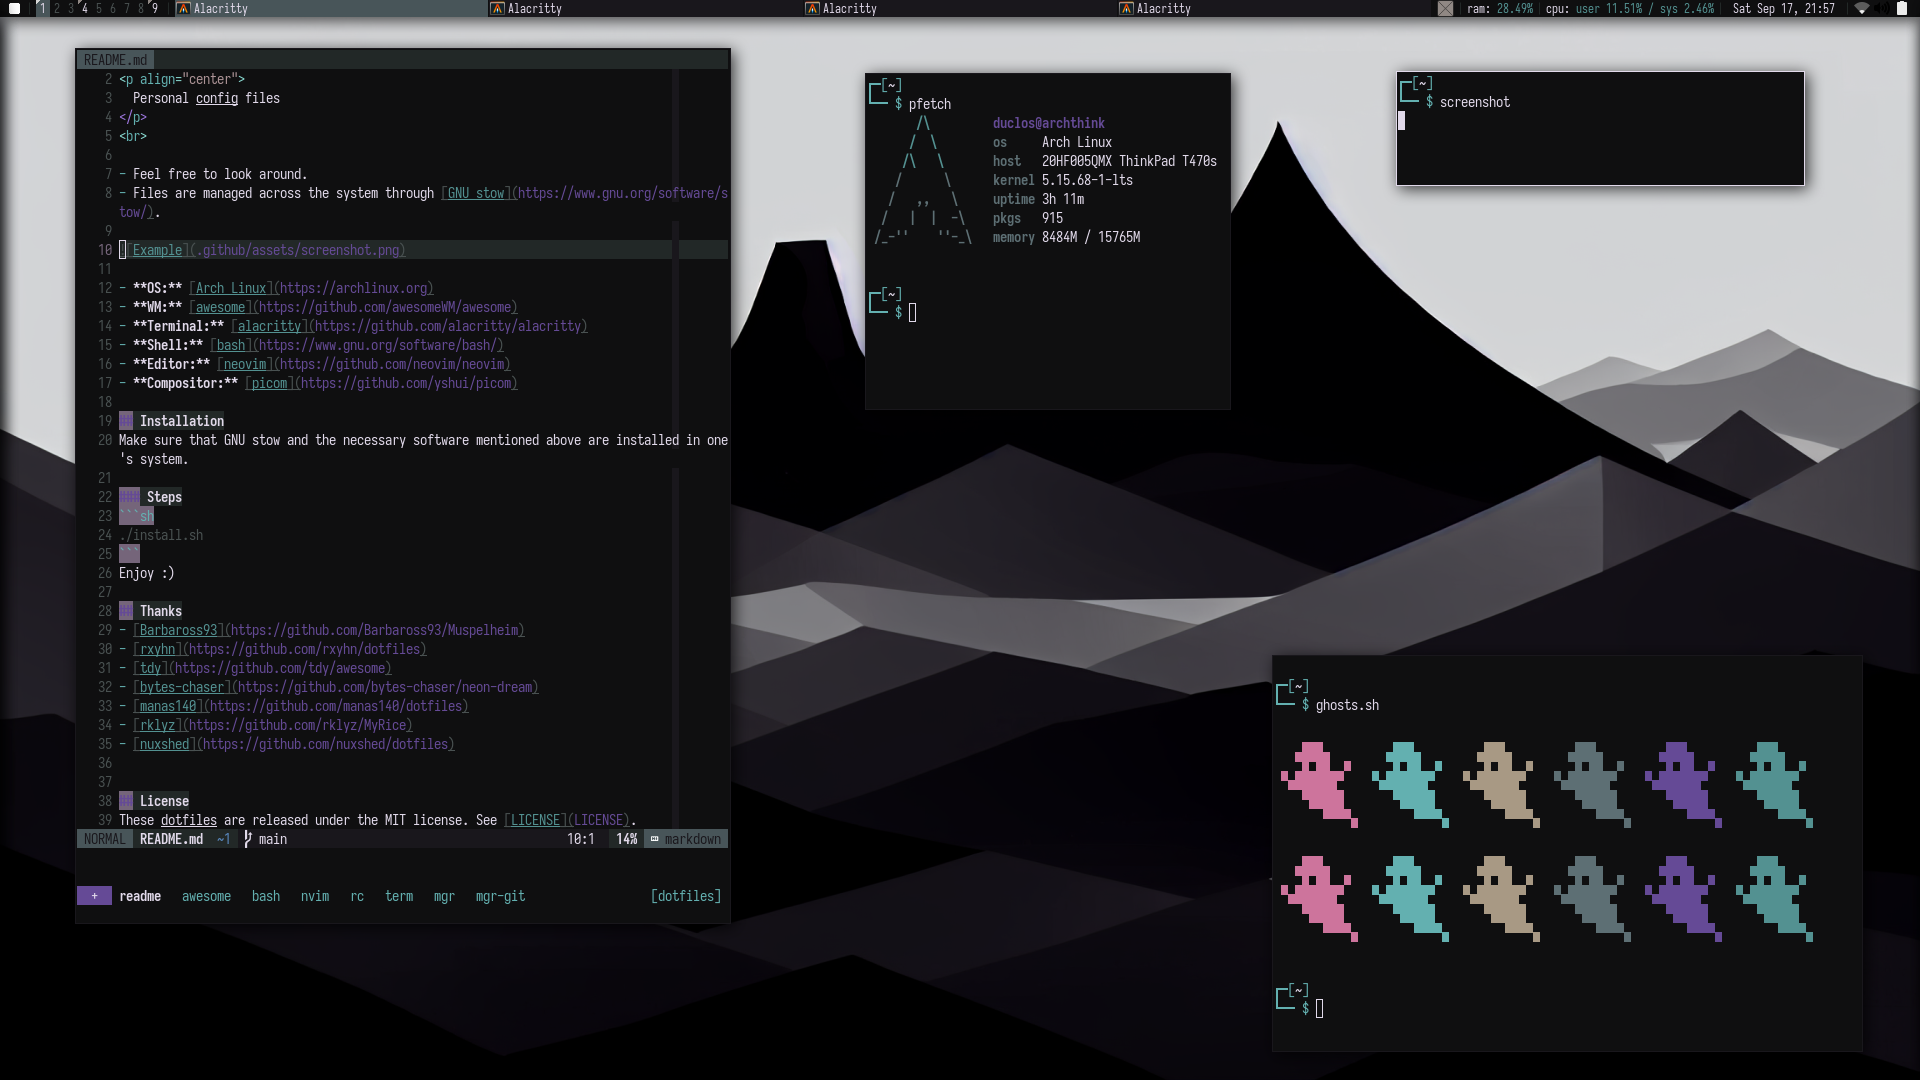 1 2 3 4 5 6 7 8 9 Alacritty Alacritty Alacritty Alacritty ram: 28.49% cpu: user 11.51% / sys 2.46% Sat Sep 17, 21:57
README.md
2 <p align="center">
3 Personal config files
4 </p>
5 <br>
6
7 - Feel free to look around.
8 - Files are managed across the system through [GNU stow](https://www.gnu.org/software/s
tow/).
9
10 [Example](.github/assets/screenshot.png)
11
12 - **OS:** [Arch Linux](https://archlinux.org)
13 - **WM:** [awesome](https://github.com/awesomeWM/awesome)
14 - **Terminal:** [alacritty](https://github.com/alacritty/alacritty)
15 - **Shell:** [bash](https://www.gnu.org/software/bash/)
16 - **Editor:** [neovim](https://github.com/neovim/neovim)
17 - **Compositor:** [picom](https://github.com/yshui/picom)
18
19 ## Installation
20 Make sure that GNU stow and the necessary software mentioned above are installed in one
's system.
21
22 ### Steps
23 ```sh
24 ./install.sh
25 ```
26 Enjoy :)
27
28 ## Thanks
29 - [Barbaross93](https://github.com/Barbaross93/Muspelheim)
30 - [rxyhn](https://github.com/rxyhn/dotfiles)
31 - [tdy](https://github.com/tdy/awesome)
32 - [bytes-chaser](https://github.com/bytes-chaser/neon-dream)
33 - [manas140](https://github.com/manas140/dotfiles)
34 - [rklyz](https://github.com/rklyz/MyRice)
35 - [nuxshed](https://github.com/nuxshed/dotfiles)
36
37
38 ## License
39 These dotfiles are released under the MIT license. See [LICENSE](LICENSE).
NORMAL README.md ~1 main 10:1 14% markdown
+ readme awesome bash nvim rc term mgr mgr-git [dotfiles]
[~]
$ pfetch
duclos@archthink
os Arch Linux
host 20HF005QMX ThinkPad T470s
kernel 5.15.68-1-lts
uptime 3h 11m
pkgs 915
memory 8484M / 15765M
[~]
$
[~]
$ screenshot
[~]
$ ghosts.sh
[~]
$